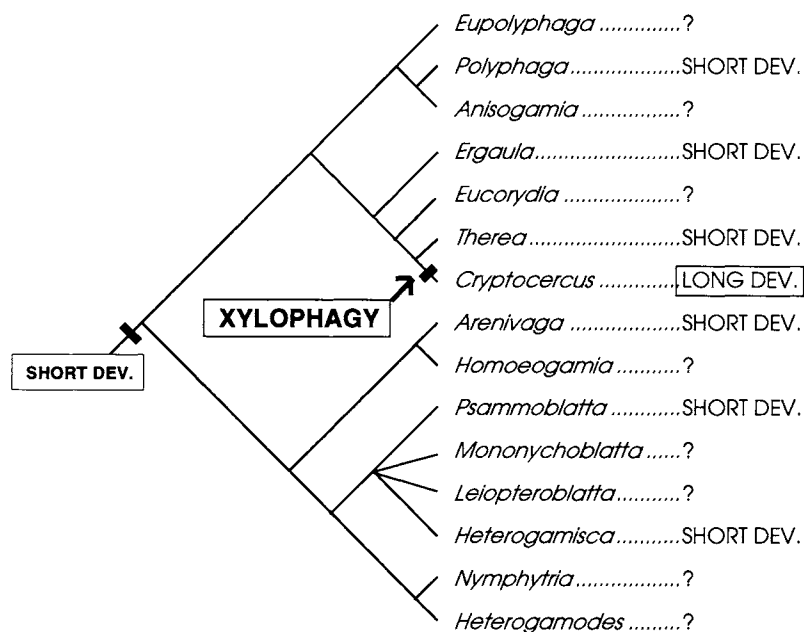 Eupolyphaga ..............?
Polyphaga .................SHORT DEV.
Anisogamia ................?
Ergaula .....................SHORT DEV.
Eucorydia .................?
Therea ......................SHORT DEV.
Cryptocercus .............LONG DEV.
XYLOPHAGY
Arenivaga .................SHORT DEV.
SHORT DEV.
Homoeogamia ..........?
Psammoblatta ...........SHORT DEV.
Mononychoblatta ......?
Leiopteroblatta ...........?
Heterogamisca ...........SHORT DEV.
Nymphytria ................?
Heterogamodes .........?